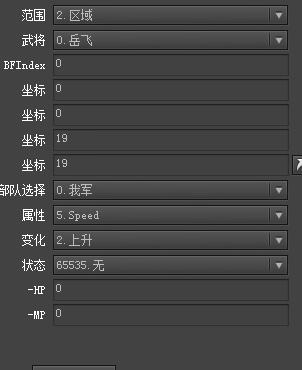 范围 2.区域
武将 0.岳飞
BFIndex 0
坐标 0
坐标 0
坐标 19
坐标 19
部队选择 0.我军
属性 5.Speed
变化 2.上升
状态 65535.无
-HP 0
-MP 0